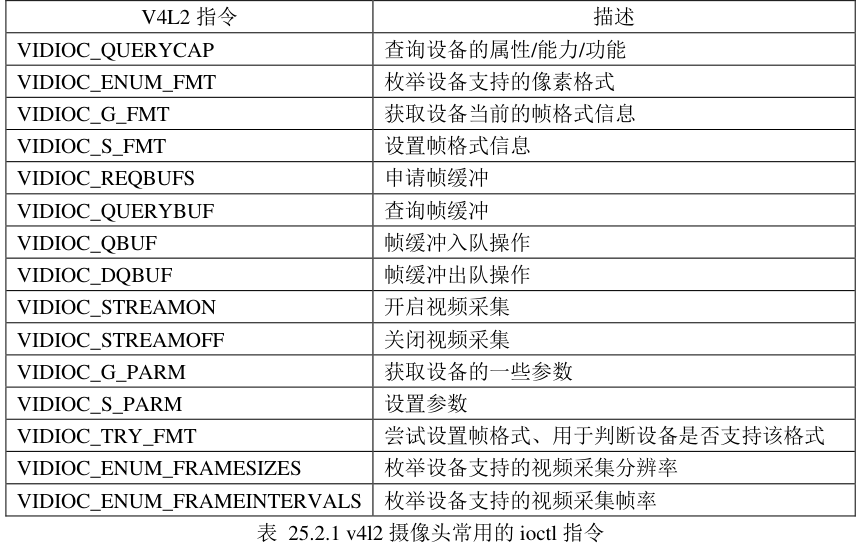 V4L2 指令 描述
VIDIOC_QUERYCAP 查询设备的属性/能力/功能
VIDIOC_ENUM_FMT 枚举设备支持的像素格式
VIDIOC_G_FMT 获取设备当前的帧格式信息
VIDIOC_S_FMT 设置帧格式信息
VIDIOC_REQBUFS 申请帧缓冲
VIDIOC_QUERYBUF 查询帧缓冲
VIDIOC_QBUF 帧缓冲入队操作
VIDIOC_DQBUF 帧缓冲出队操作
VIDIOC_STREAMON 开启视频采集
VIDIOC_STREAMOFF 关闭视频采集
VIDIOC_G_PARM 获取设备的一些参数
VIDIOC_S_PARM 设置参数
VIDIOC_TRY_FMT 尝试设置帧格式、用于判断设备是否支持该格式
VIDIOC_ENUM_FRAMESIZES 枚举设备支持的视频采集分辨率
VIDIOC_ENUM_FRAMEINTERVALS 枚举设备支持的视频采集帧率
表 25.2.1 v4l2 摄像头常用的 ioctl 指令